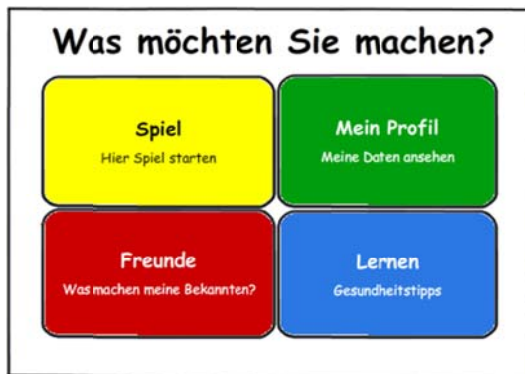 Was möchten Sie machen?
Spiel
Hier Spiel starten
Mein Profil
Meine Daten ansehen
Freunde
Was machen meine Bekannten?
Lernen
Gesundheitstipps